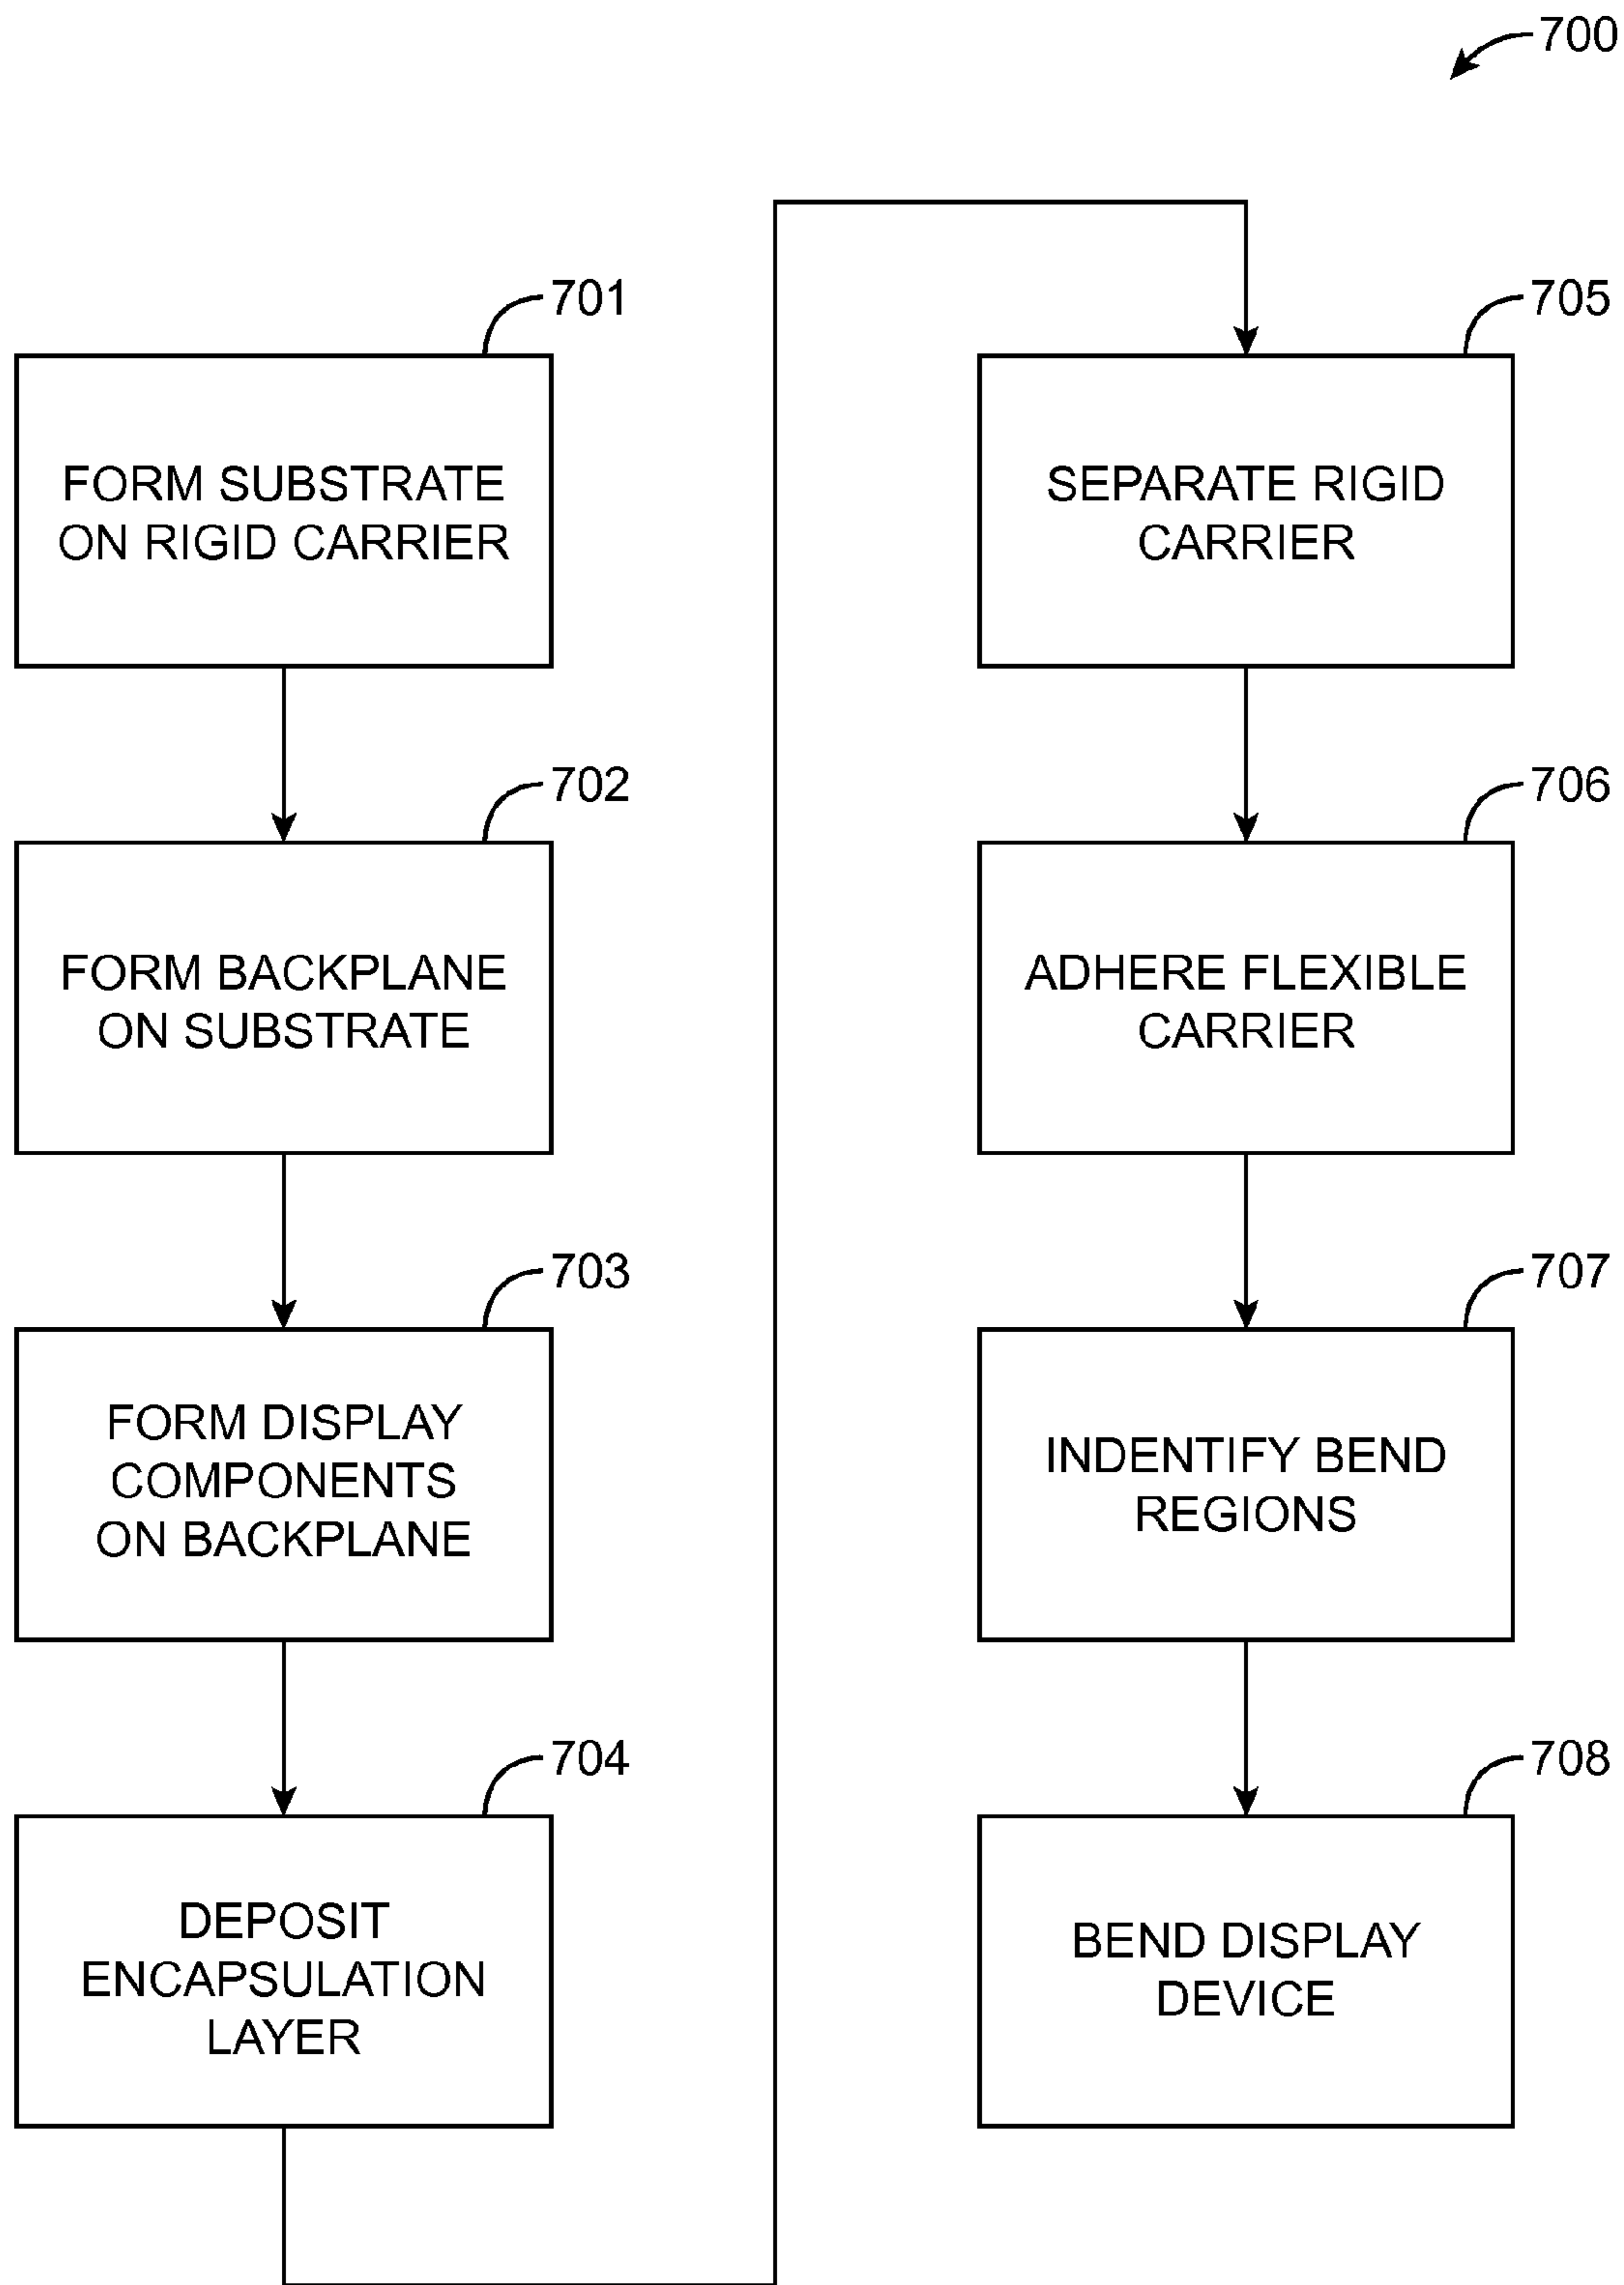 700
701
FORM SUBSTRATE
ON RIGID CARRIER
702
FORM BACKPLANE
ON SUBSTRATE
703
FORM DISPLAY
COMPONENTS
ON BACKPLANE
704
DEPOSIT
ENCAPSULATION
LAYER
705
SEPARATE RIGID
CARRIER
706
ADHERE FLEXIBLE
CARRIER
707
INDENTIFY BEND
REGIONS
708
BEND DISPLAY
DEVICE